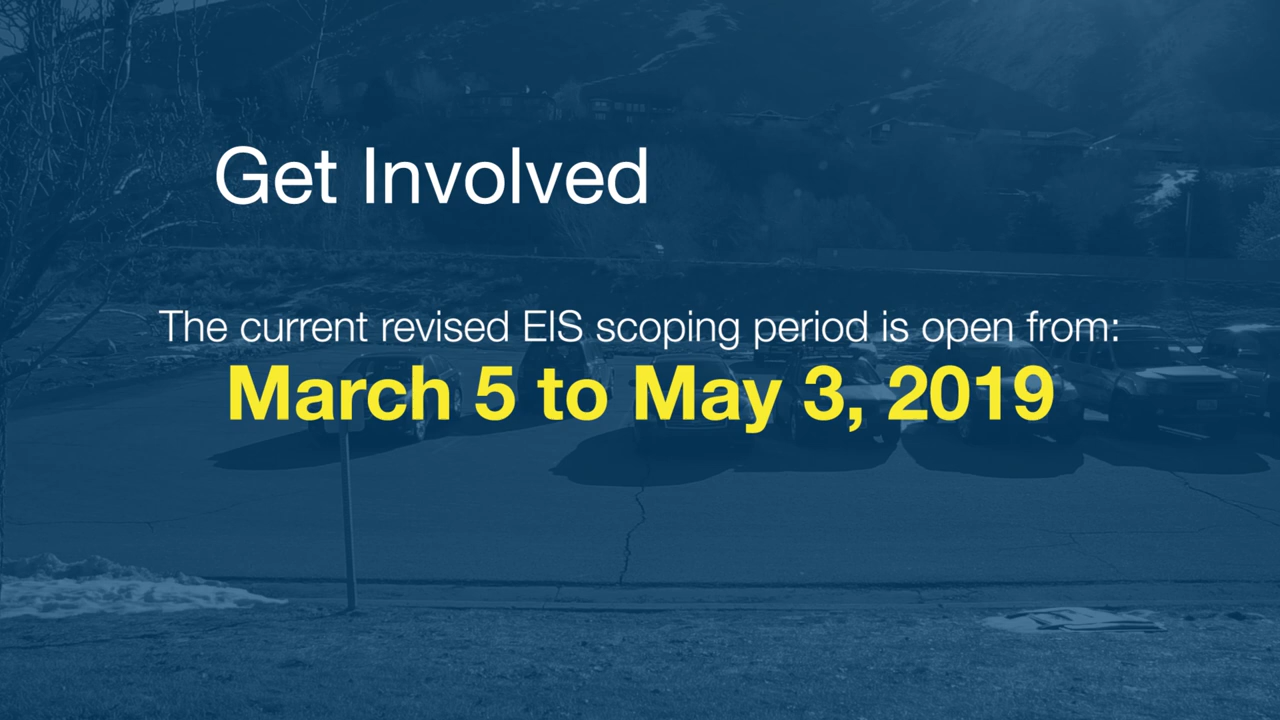 Get Involved
The current revised EIS scoping period is open from:
March 5 to May 3, 2019